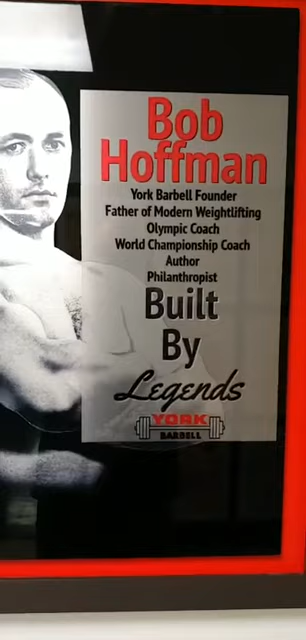 Bob
Hoffman
York Barbell Founder
Father of Modern Weightlifting
Olympic Coach
World Championship Coach
Author
Philanthropist
Built
By
Legends
YORK
BARBELL